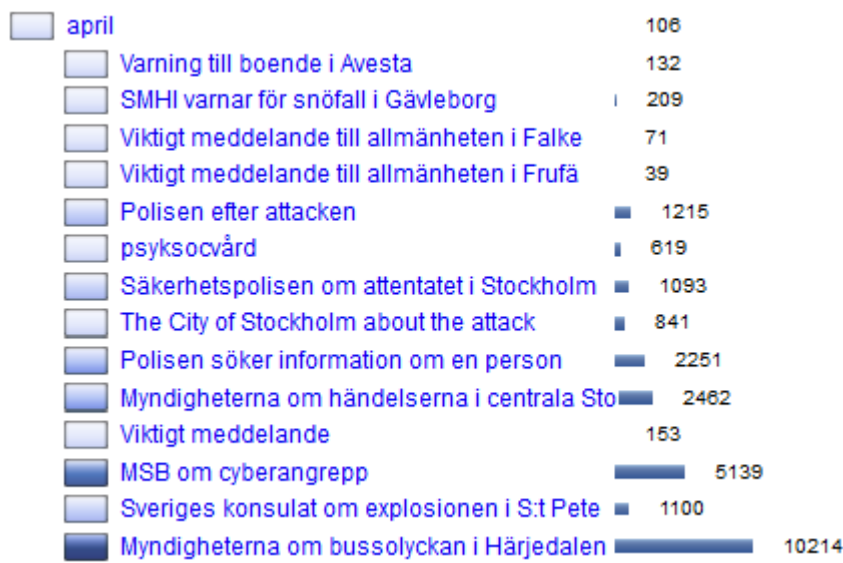 april 106
Varning till boende i Avesta 132
SMHI varnar för snöfall i Gävleborg 209
Viktigt meddelande till allmänheten i Falke 71
Viktigt meddelande till allmänheten i Frufä 39
Polisen efter attacken 1215
psyksocvård 619
Säkerhetspolisen om attentatet i Stockholm 1093
The City of Stockholm about the attack 841
Polisen söker information om en person 2251
Myndigheterna om händelserna i centrala Sto 2462
Viktigt meddelande 153
MSB om cyberangrepp 5139
Sveriges konsulat om explosionen i S:t Pete 1100
Myndigheterna om bussolyckan i Härjedalen 10214